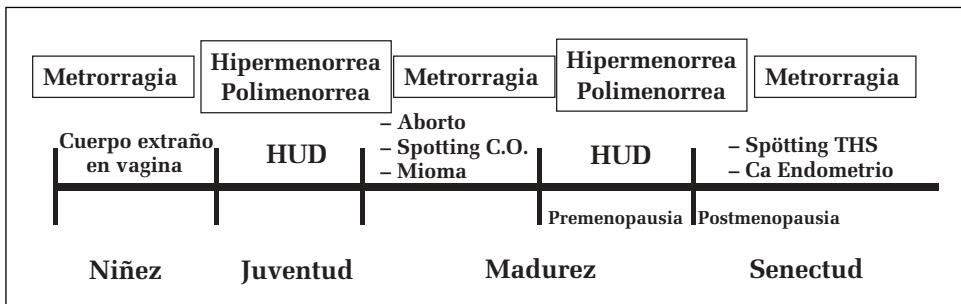 Metrorragia
Hipermenorrea
Polimenorrea
Metrorragia
Hipermenorrea
Polimenorrea
Metrorragia
Cuerpo extraño
en vagina
HUD
– Aborto
– Spotting C.O.
– Mioma
HUD
– Spötting THS
– Ca Endometrio
Premenopausia
Postmenopausia
Niñez
Juventud
Madurez
Senectud